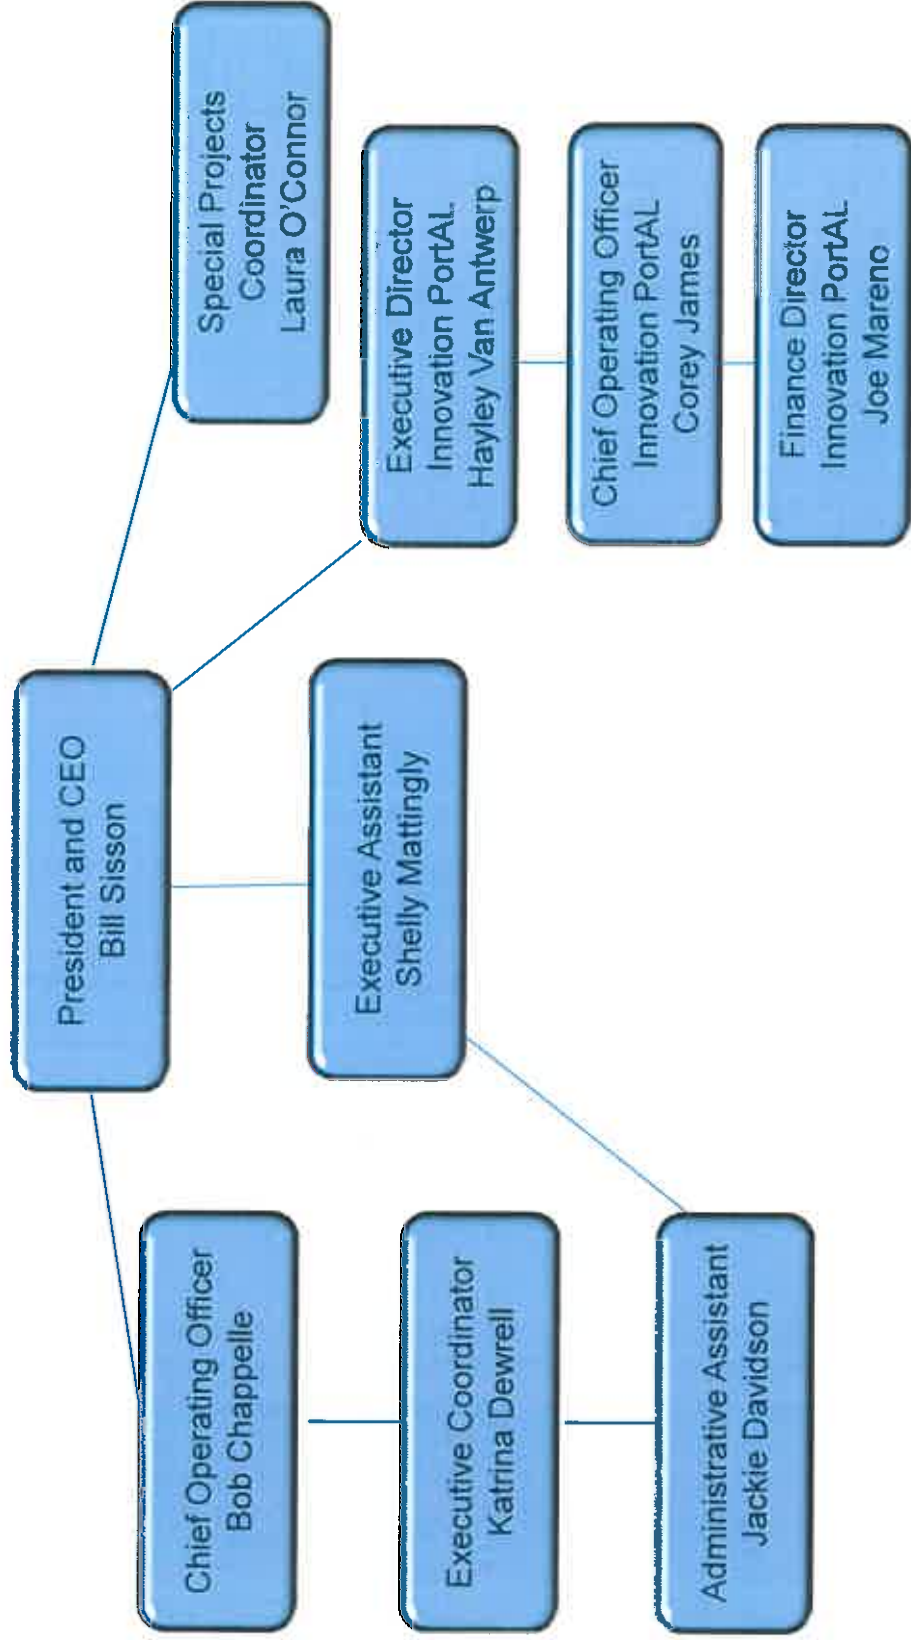 President and CEO
Bill Sisson
Chief Operating Officer
Bob Chappelle
Executive Coordinator
Katrina Dewrell
Administrative Assistant
Jackie Davidson
Executive Assistant
Shelly Mattingly
Special Projects
Coordinator
Laura O'Connor
Executive Director
Innovation PortAL
Hayley Van Antwerp
Chief Operating Officer
Innovation PortAL
Corey James
Finance Director
Innovation PortAL
Joe Mareno